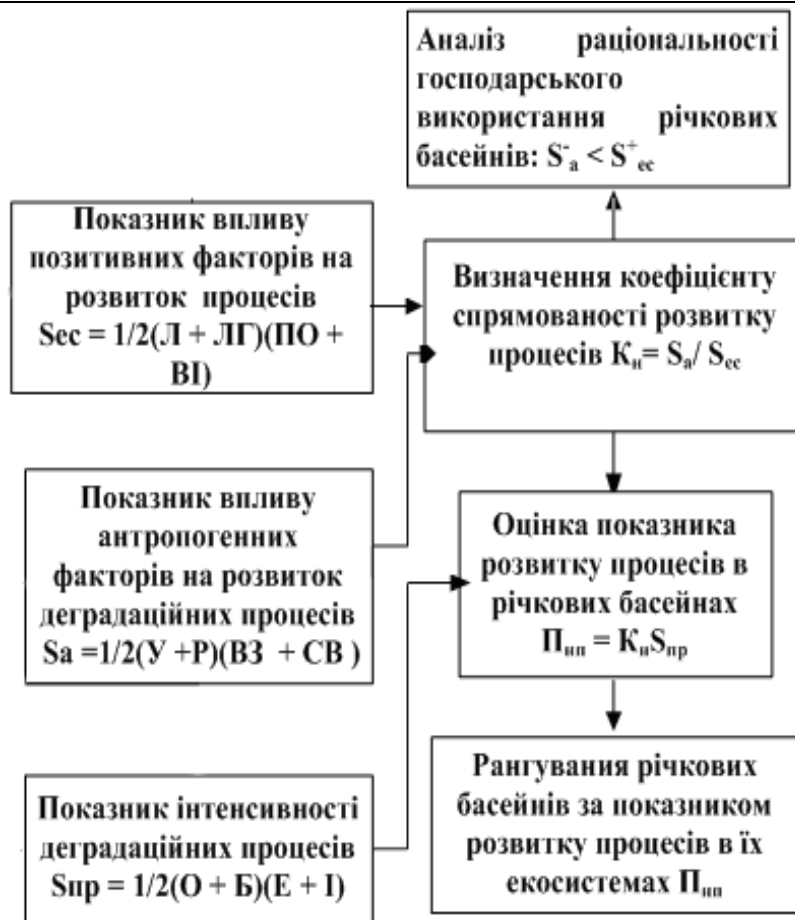 Аналіз раціональності
господарського
використання річкових
басейнів: S⁻ₐ < S⁺ₑc
Показник впливу
позитивних факторів на
розвиток процесів
Sес = 1/2(Л + ЛГ)(ПО +
ВІ)
Визначення коефіцієнту
спрямованості розвитку
процесів Kн= Sa/ Sес
Показник впливу
антропогенних
факторів на розвиток
деградаційних процесів
Sa =1/2(У +Р)(ВЗ + СВ )
Оцінка показника
розвитку процесів в
річкових басейнах
Пнп = КнSпр
Показник інтенсивності
деградаційних процесів
Sпр = 1/2(О + Б)(Е + І)
Рангування річкових
басейнів за показником
розвитку процесів в їх
екосистемах Пнп